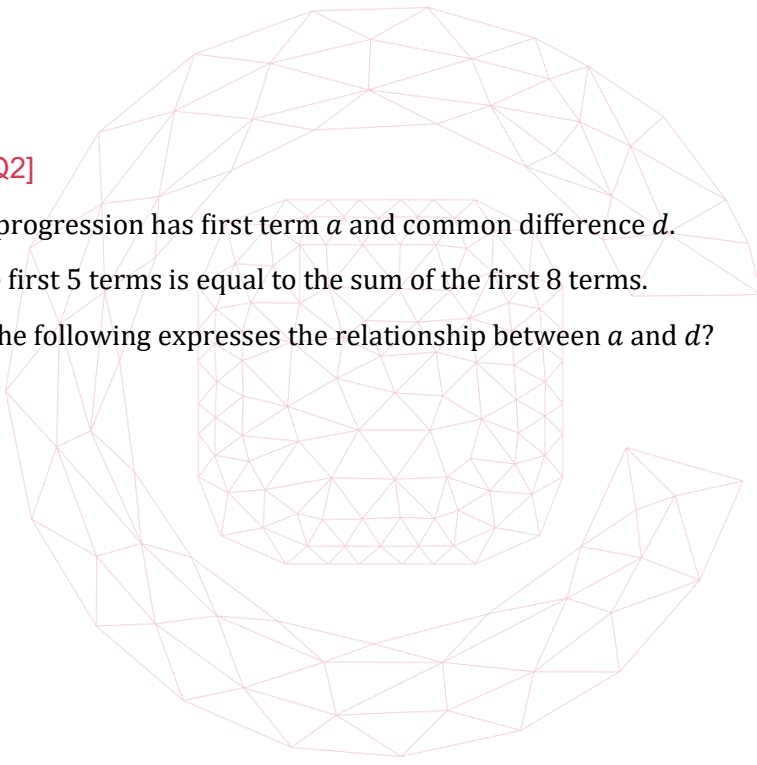 Q2]
progression has first term a and common difference d.
first 5 terms is equal to the sum of the first 8 terms.
he following expresses the relationship between a and d?